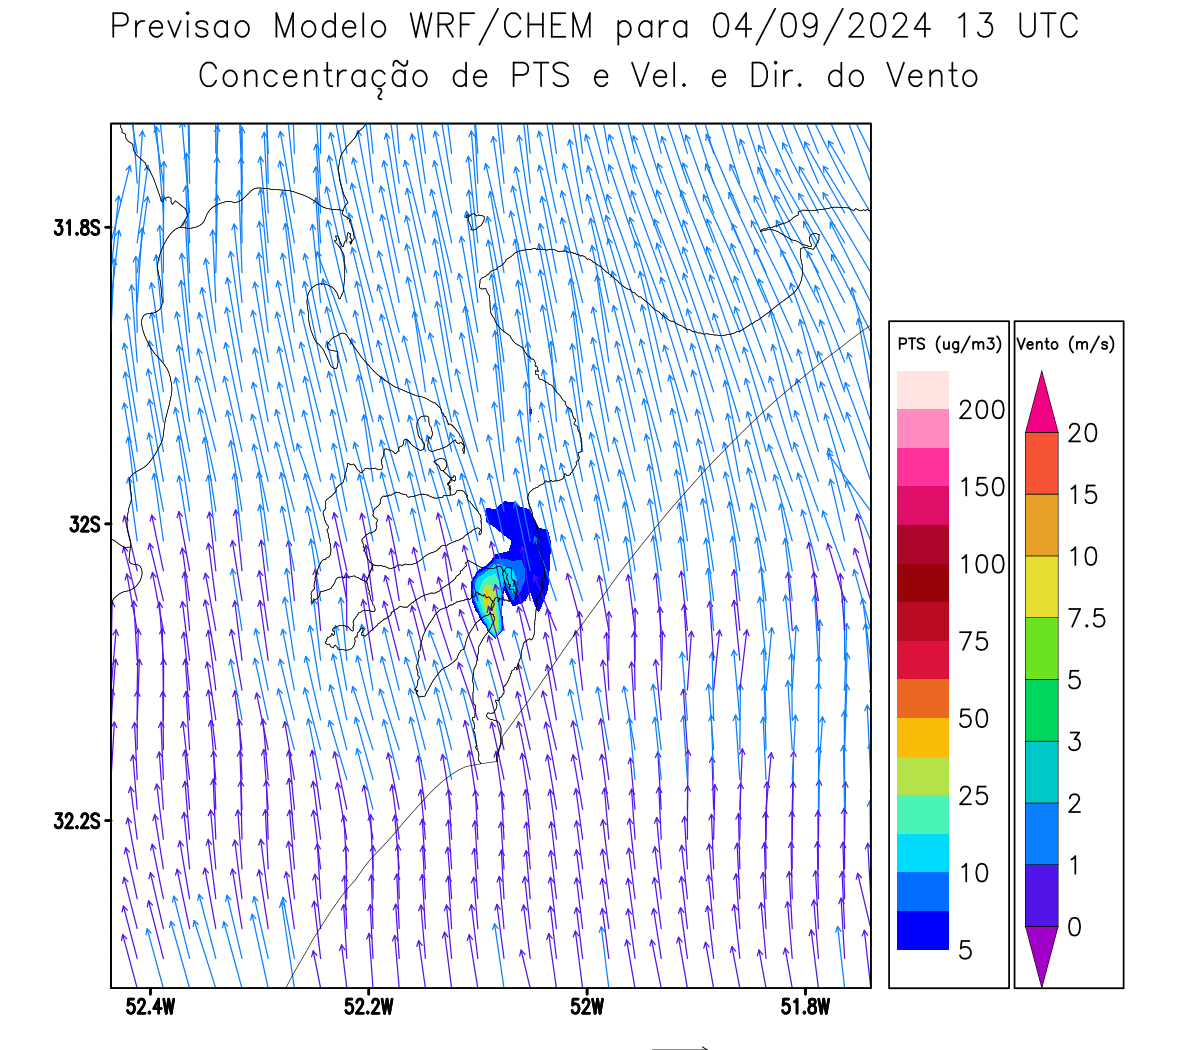 Previsao Modelo WRF/CHEM para 04/09/2024 13 UTC
Concentração de PTS e Vel. e Dir. do Vento
31.8S
32S
32.2S
52.4W
52.2W
52W
51.8W
PTS (ug/m3)
200
150
100
75
50
25
10
5
Vento (m/s)
20
15
10
7.5
5
3
2
1
0